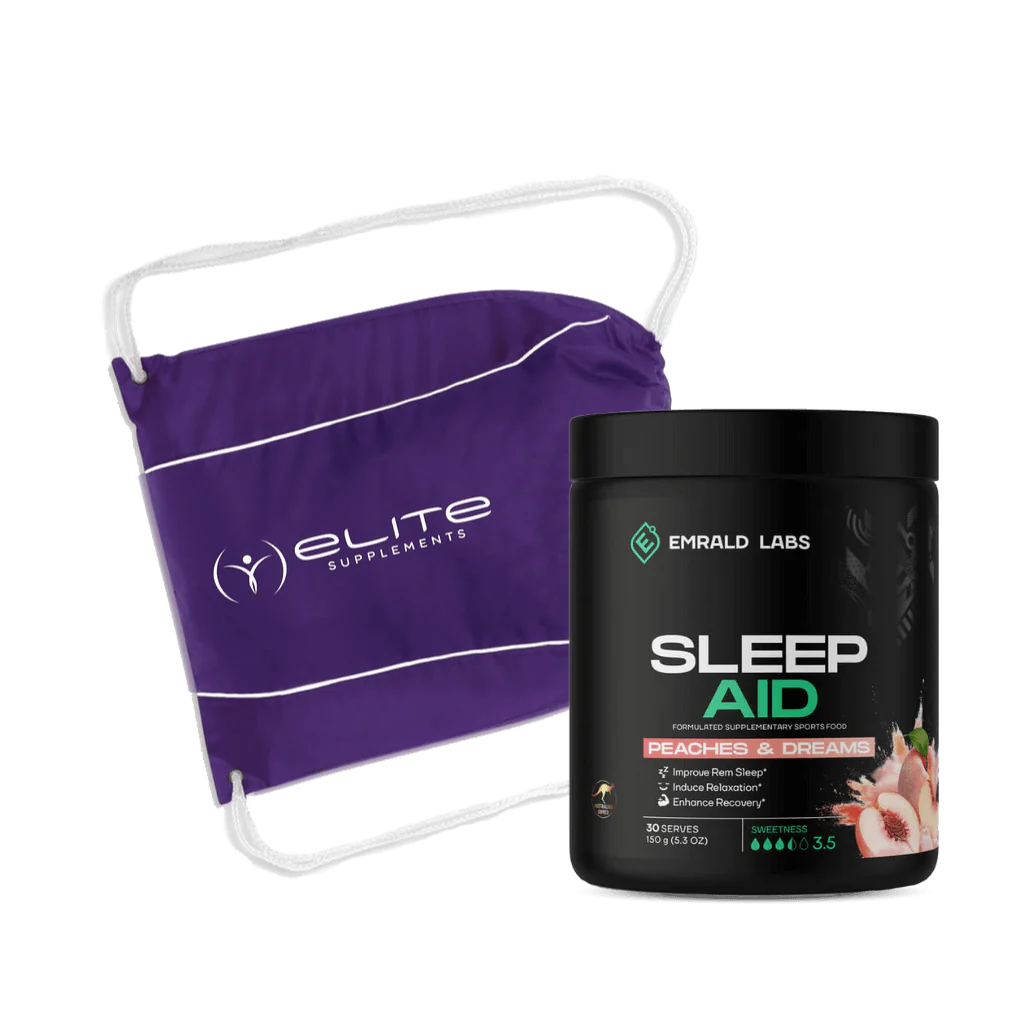 eLITe
SUPPLEMENTS
EMRALD LABS
SLEEP
AID
FORMULATED SUPPLEMENTARY SPORTS FOOD
PEACHES & DREAMS
Improve Rem Sleep*
Induce Relaxation*
Enhance Recovery*
30 SERVES
150 g (5.3 OZ)
SWEETNESS
3.5